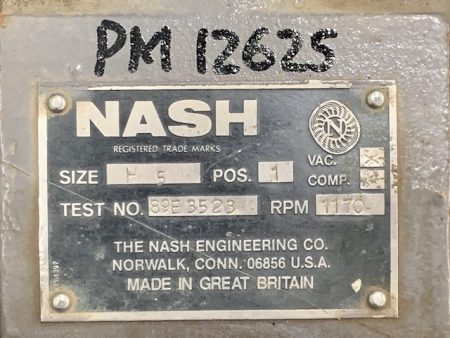 PM 12625
NASH
REGISTERED TRADE MARKS
N
SIZE H 5 POS. 1 VAC. X
COMP.
TEST NO. 89E3523 RPM 1170
THE NASH ENGINEERING CO.
NORWALK, CONN. 06856 U.S.A.
MADE IN GREAT BRITAIN